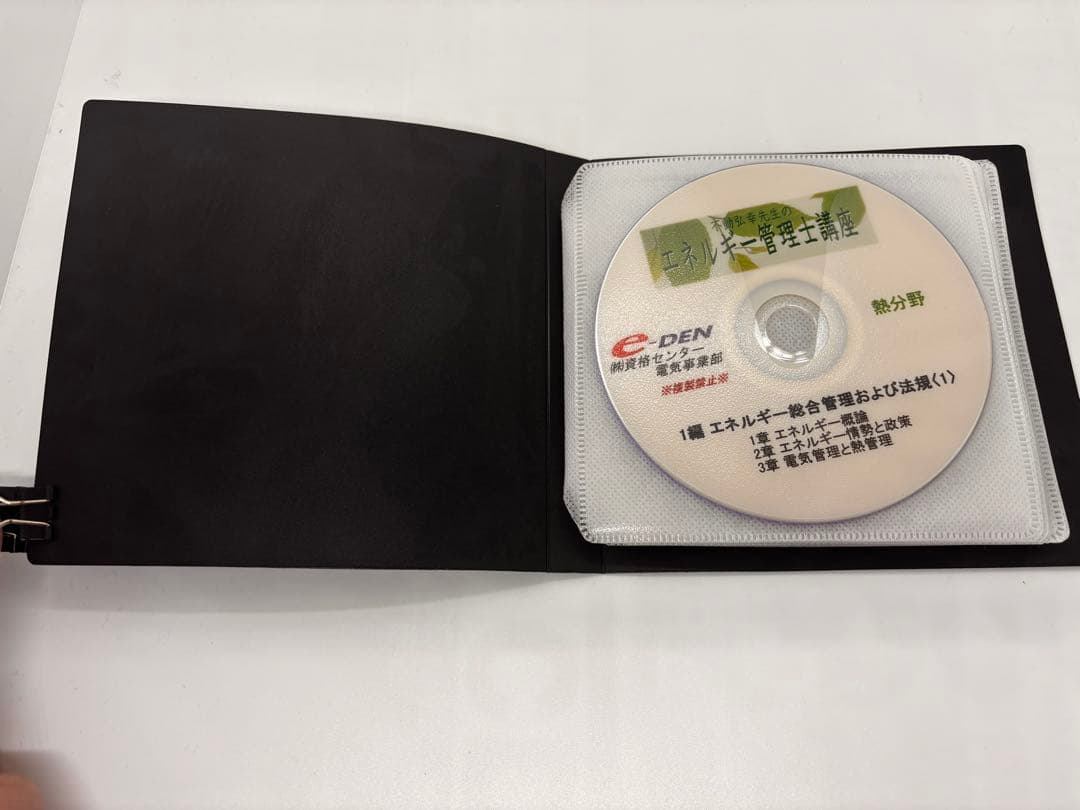 弘幸先生の
エネルギー管理士講座
熱分野
e-DEN
㈱資格センター
電気事業部
※複製禁止※
1編 エネルギー総合管理および法規〈1〉
1章 エネルギー概論
2章 エネルギー情勢と政策
3章 電気管理と熱管理